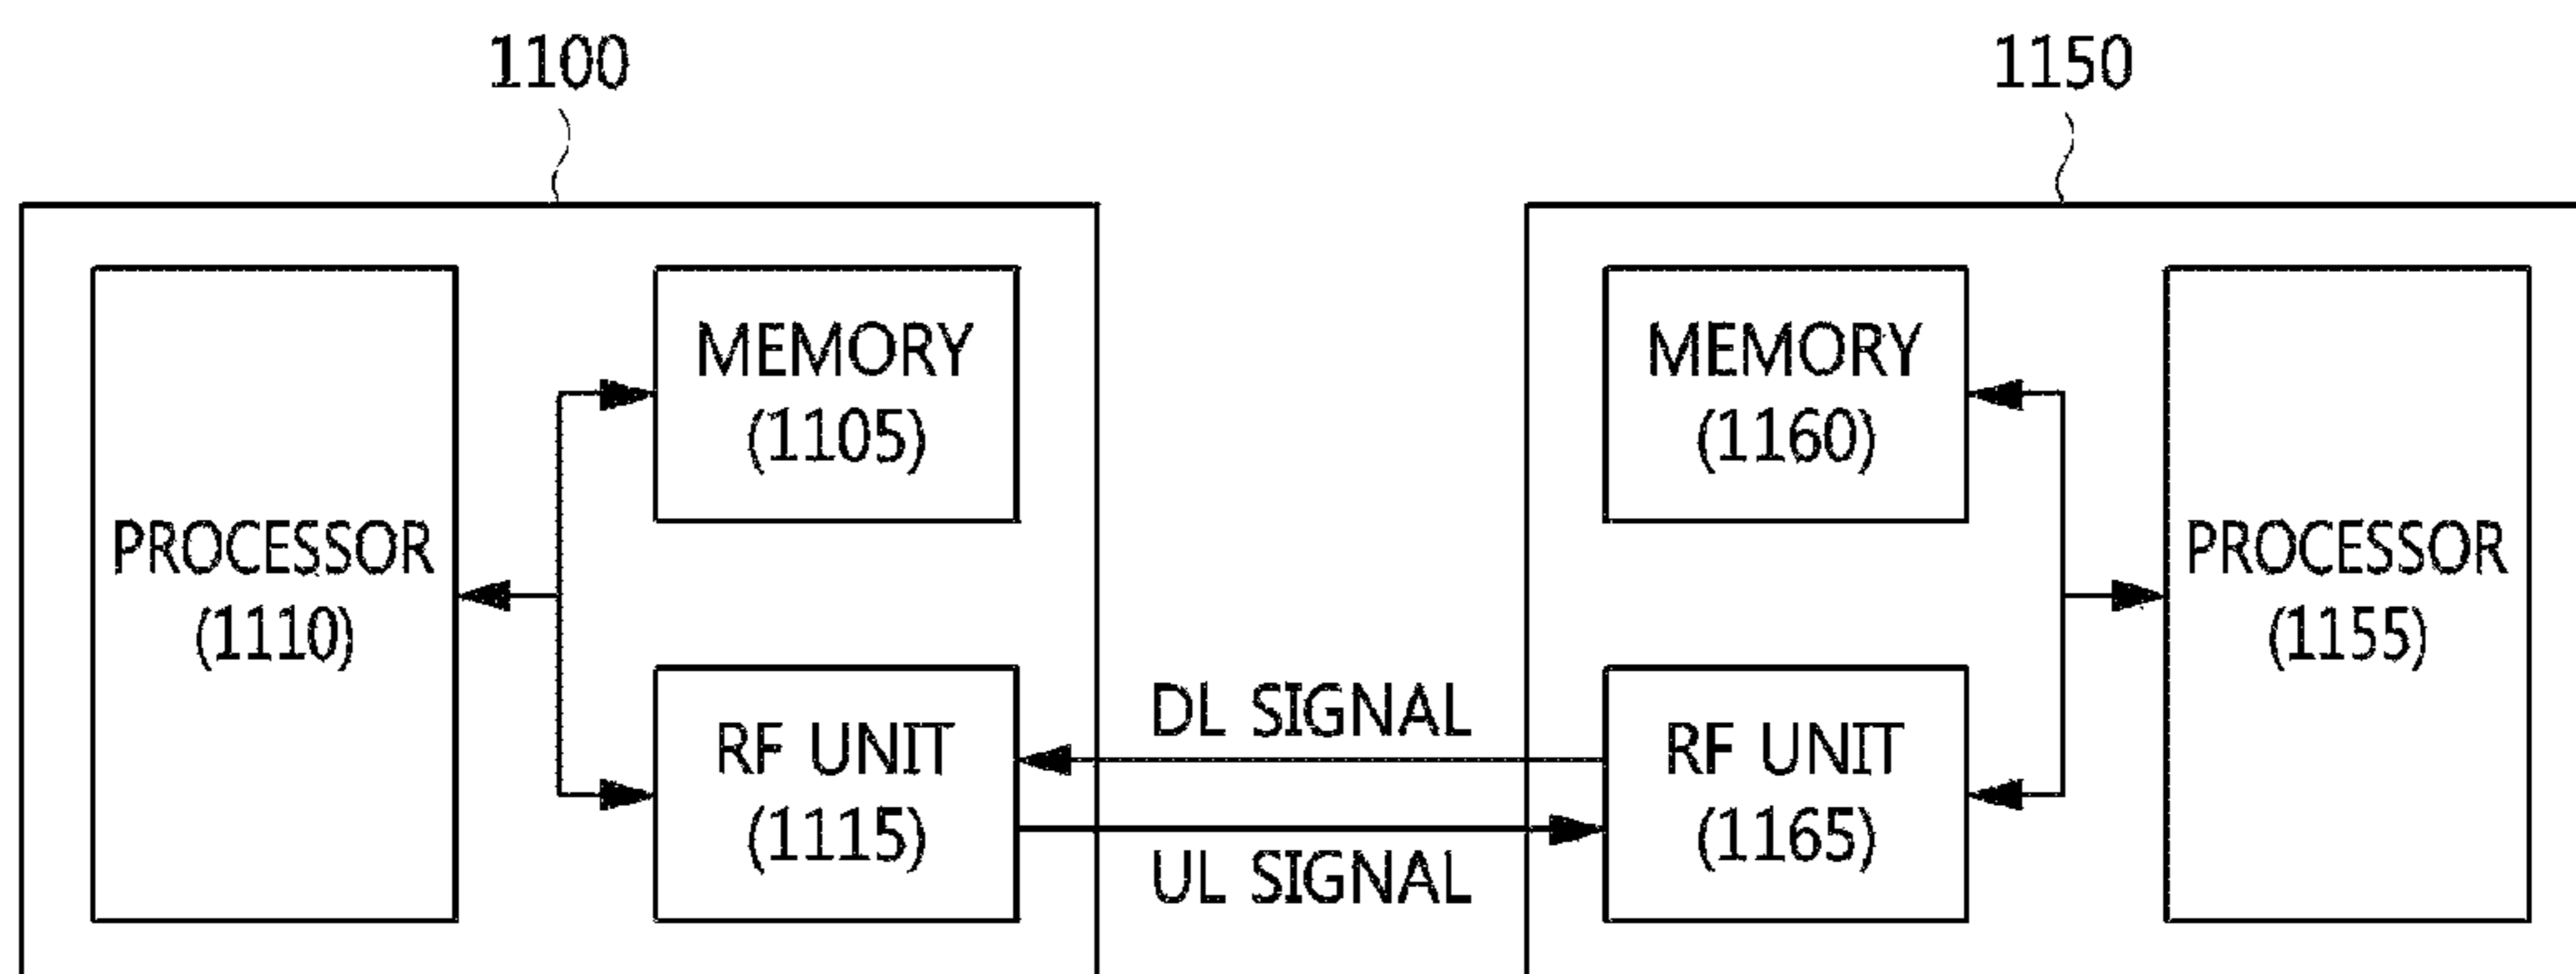 1100
1150
MEMORY
(1105)
PROCESSOR
(1110)
RF UNIT
(1115)
DL SIGNAL
UL SIGNAL
MEMORY
(1160)
PROCESSOR
(1155)
RF UNIT
(1165)